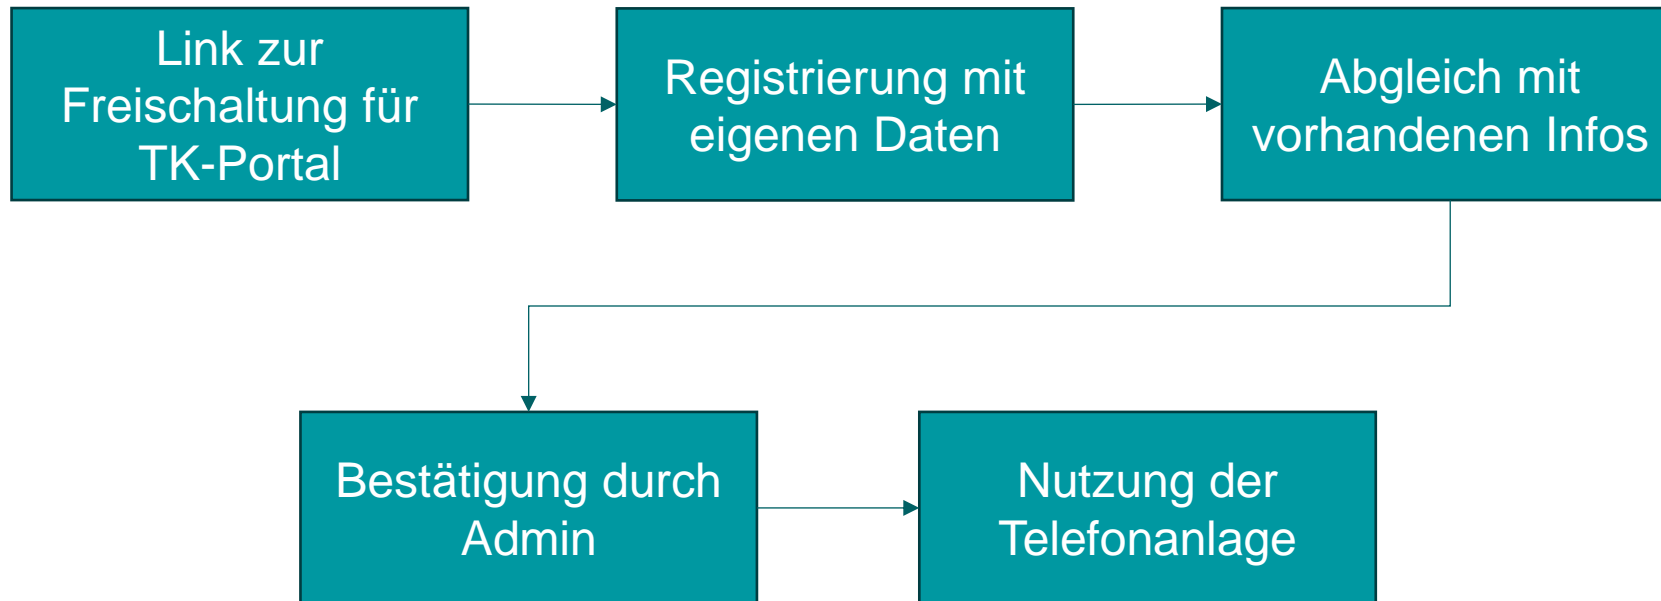 Link zur
Freischaltung für
TK-Portal
Registrierung mit
eigenen Daten
Abgleich mit
vorhandenen Infos
Bestätigung durch
Admin
Nutzung der
Telefonanlage